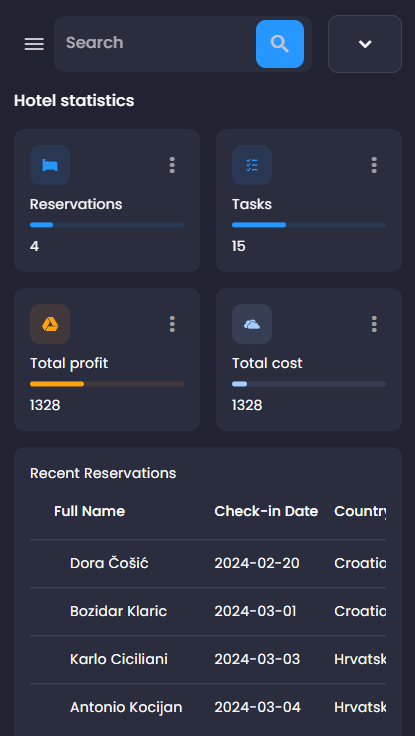 Search
Hotel statistics
Reservations
4
Tasks
15
Total profit
1328
Total cost
1328
Recent Reservations
Full Name Check-in Date Country
Dora Čošić 2024-02-20
Bozidar Klaric 2024-03-01
Karlo Ciciliani 2024-03-03 Hrvatsk
Antonio Kocijan 2024-03-04 Hrvatsk